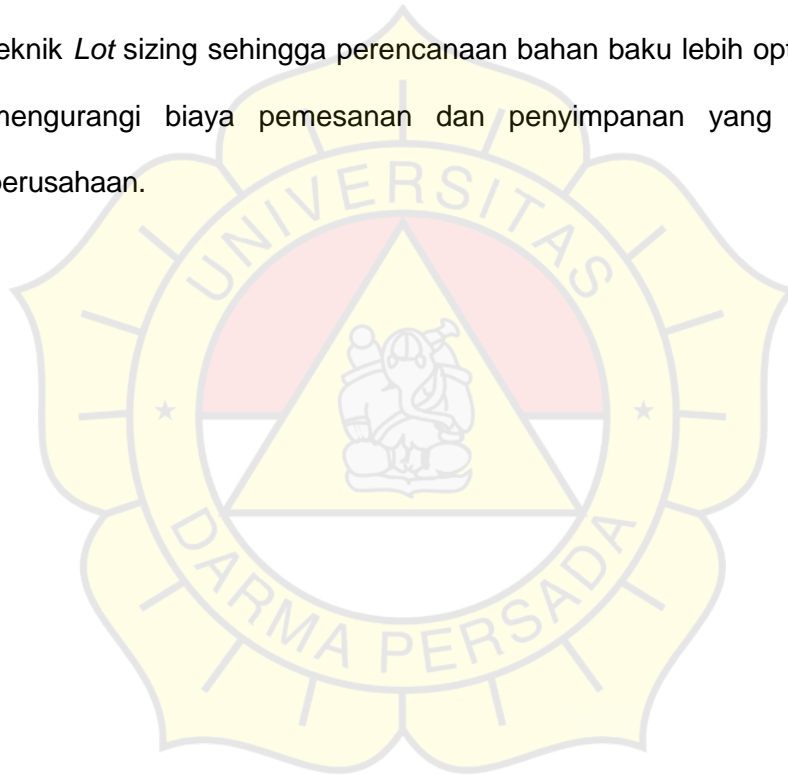 eknik Lot sizing sehingga perencanaan bahan baku lebih opt
mengurangi biaya pemesanan dan penyimpanan yang
perusahaan.
UNIVERSITAS
DARMA PERSADA